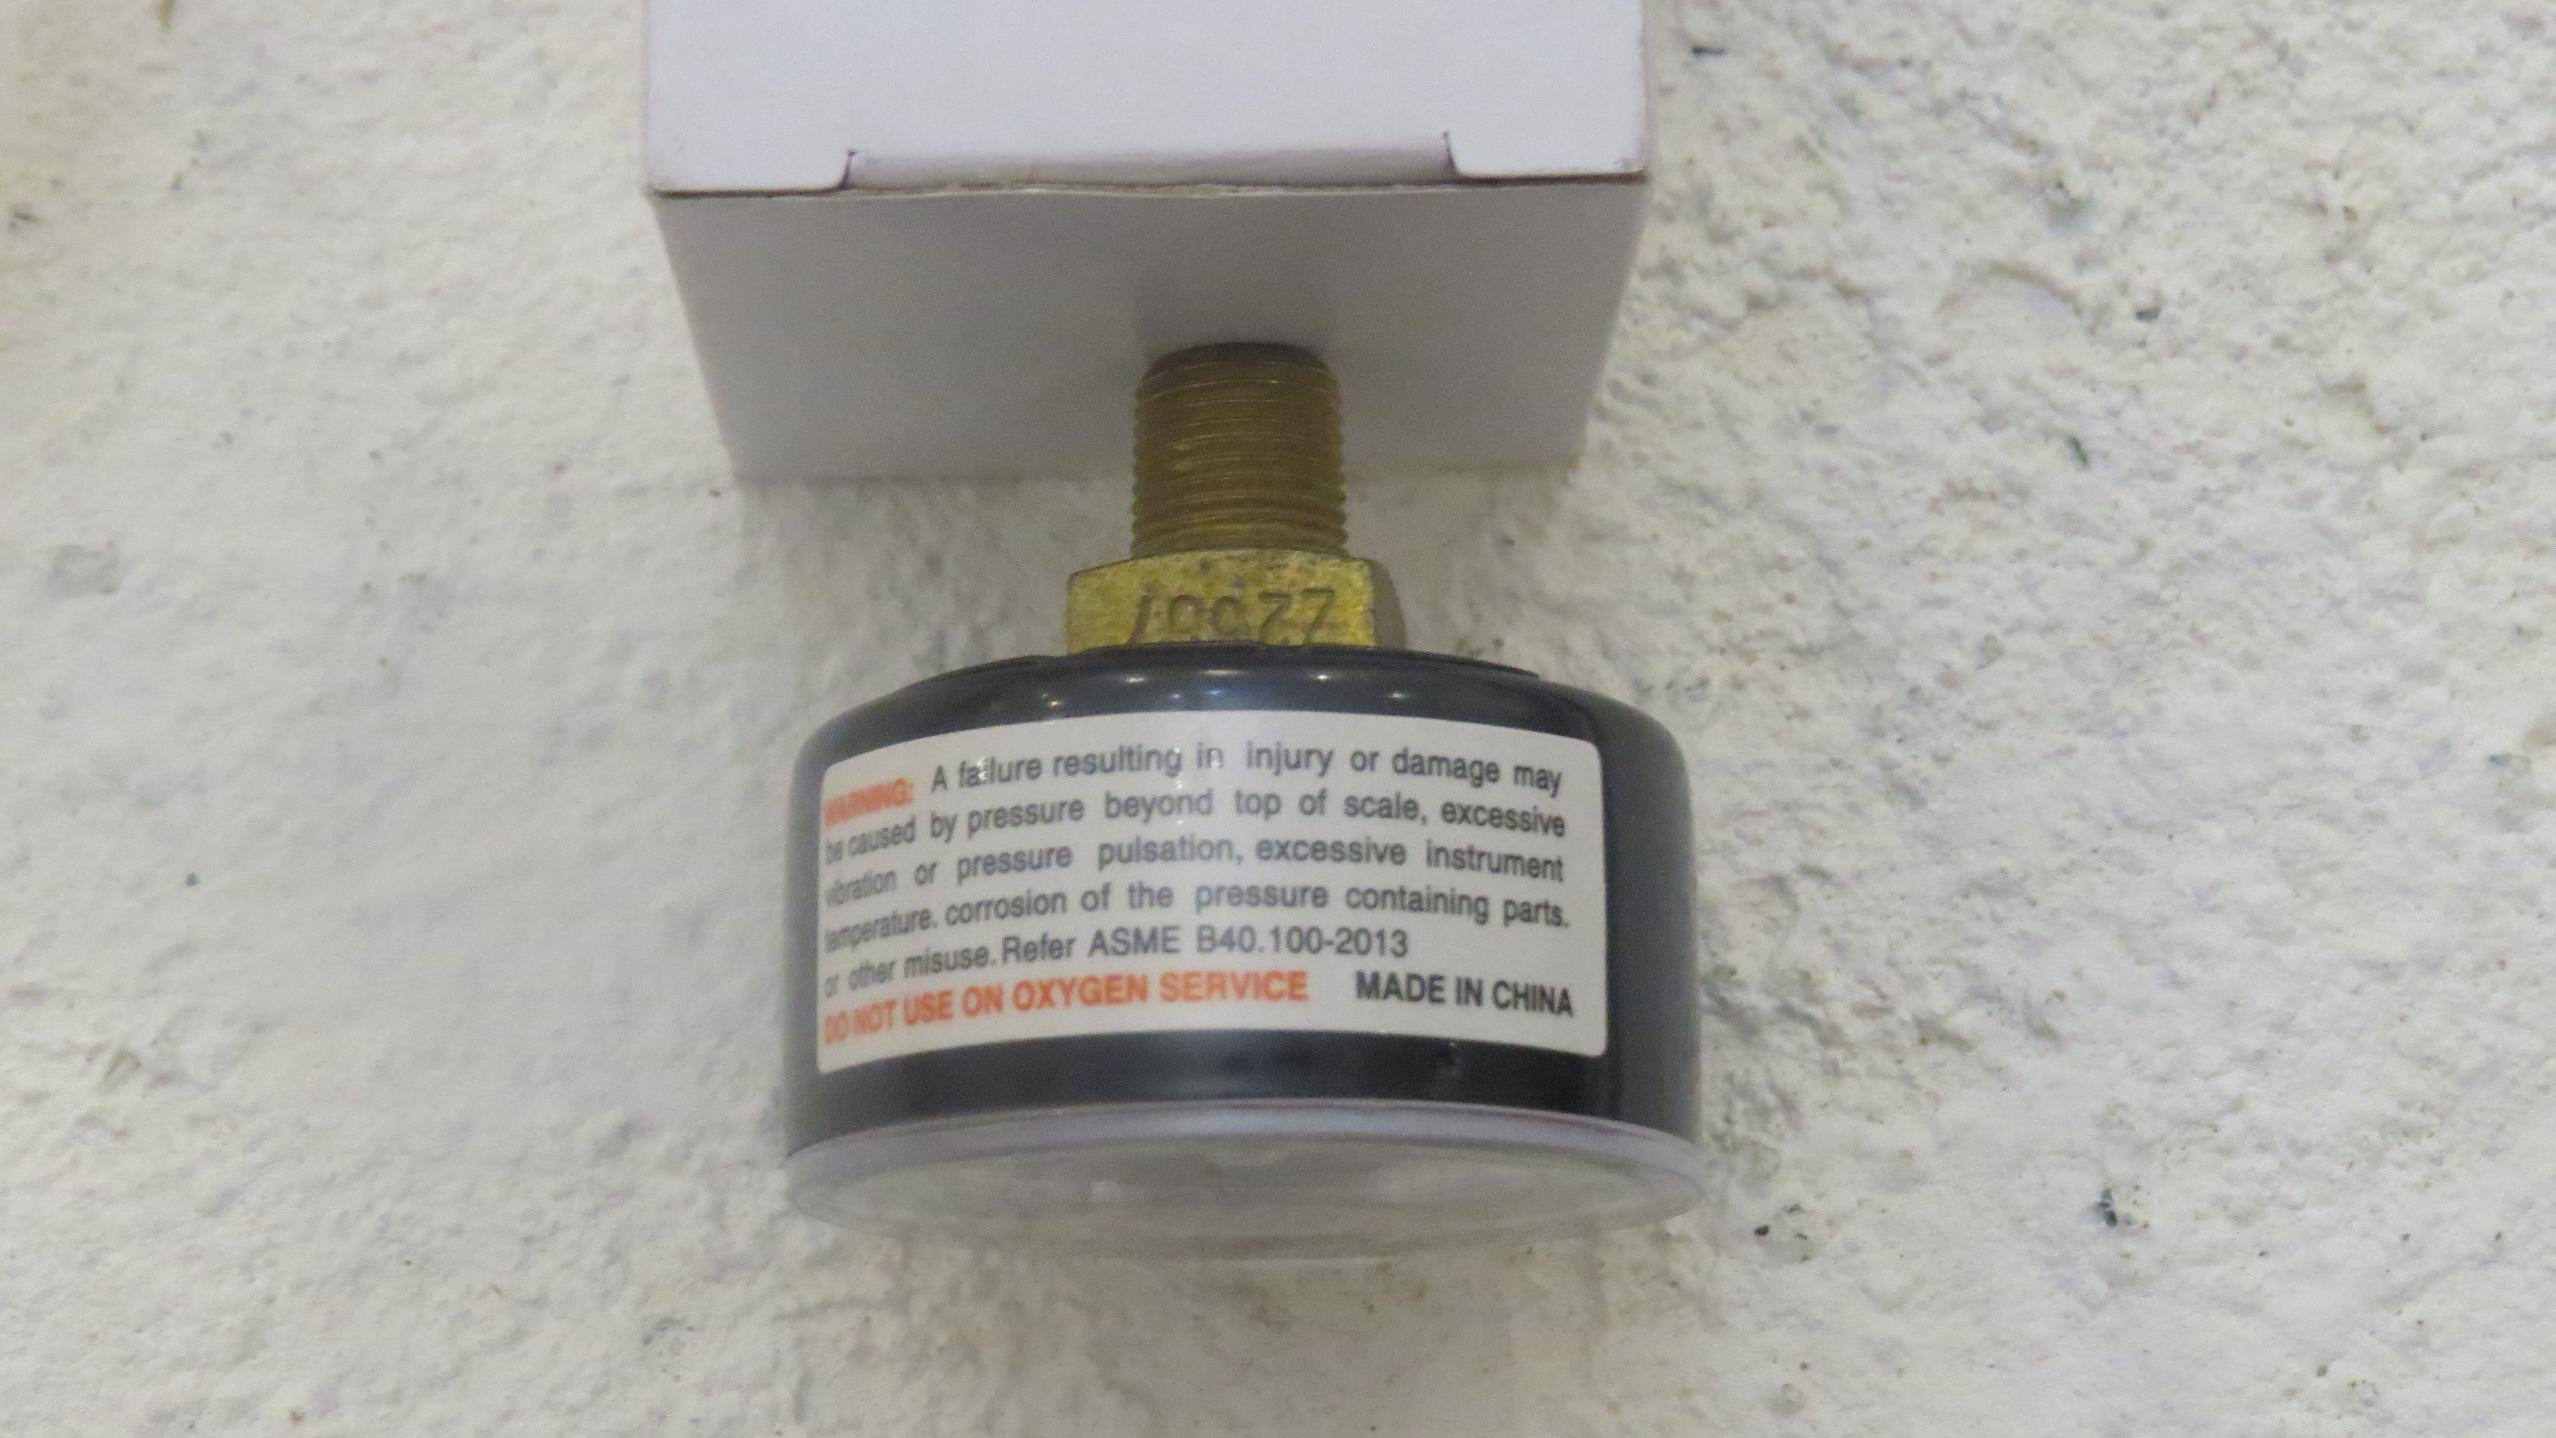 WARNING: A failure resulting in injury or damage may
be caused by pressure beyond top of scale, excessive
vibration or pressure pulsation, excessive instrument
temperature. corrosion of the pressure containing parts.
or other misuse. Refer ASME B40.100-2013
DO NOT USE ON OXYGEN SERVICE MADE IN CHINA